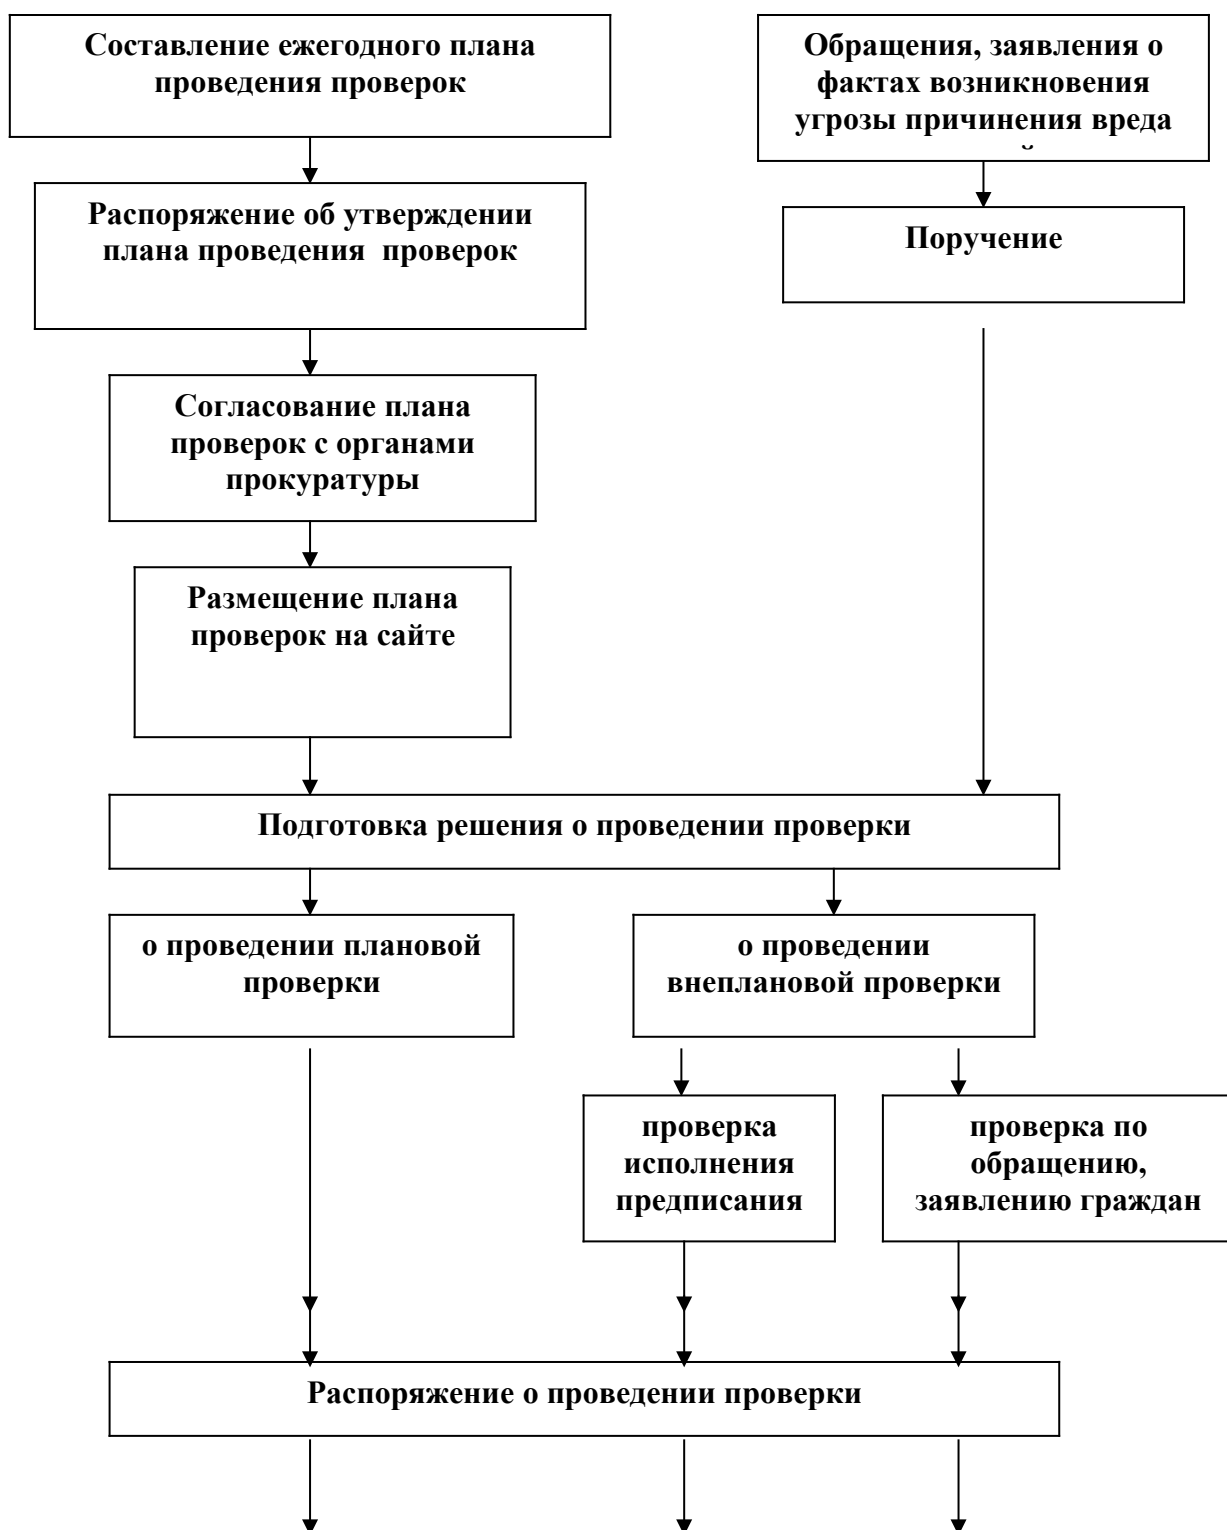 Составление ежегодного плана
проведения проверок
Обращения, заявления о
фактах возникновения
угрозы причинения вреда
Распоряжение об утверждении
плана проведения  проверок
Поручение
Согласование плана
проверок с органами
прокуратуры
Размещение плана
проверок на сайте
Подготовка решения о проведении проверки
о проведении плановой
проверки
о проведении
внеплановой проверки
проверка
исполнения
предписания
проверка по
обращению,
заявлению граждан
Распоряжение о проведении проверки